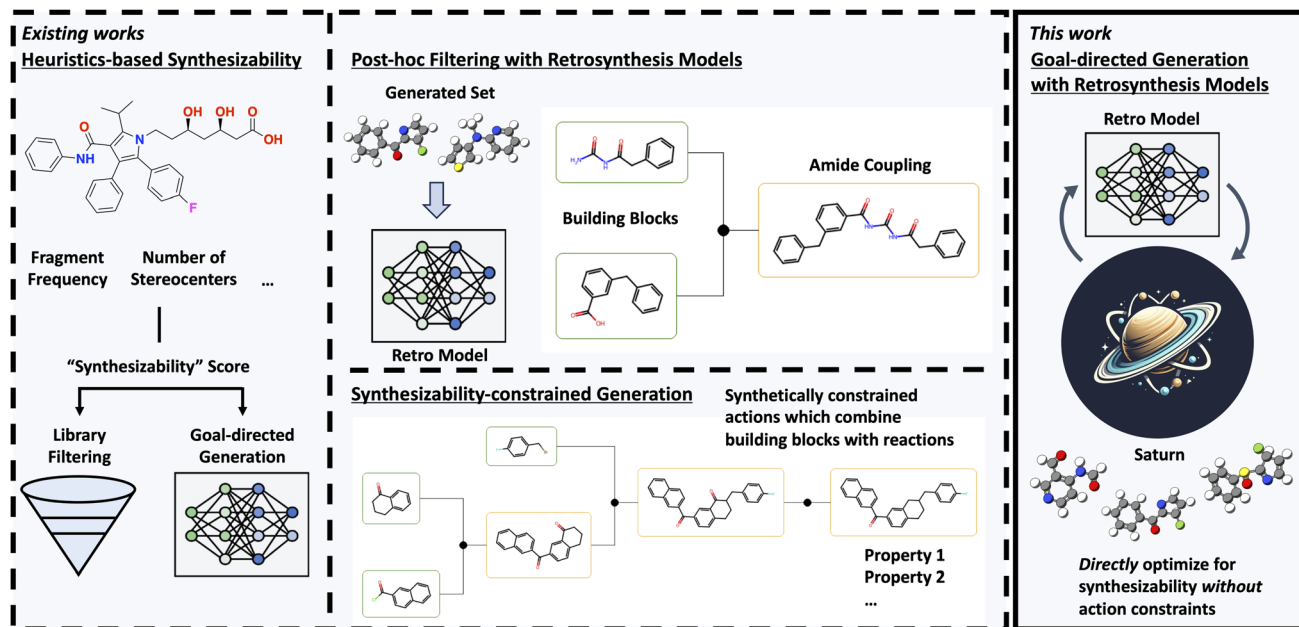 Existing works
Heuristics-based Synthesizability
OH
OH
O
OH
O
N
NH
F
Fragment
Frequency
Number of
Stereocenters
...
“Synthesizability” Score
Library
Filtering
Goal-directed
Generation
Post-hoc Filtering with Retrosynthesis Models
Generated Set
Retro Model
Building Blocks
Amide Coupling
Synthesizability-constrained Generation
Synthetically constrained
actions which combine
building blocks with reactions
Property 1
Property 2
...
This work
Goal-directed Generation
with Retrosynthesis Models
Retro Model
Saturn
Directly optimize for
synthesizability without
action constraints